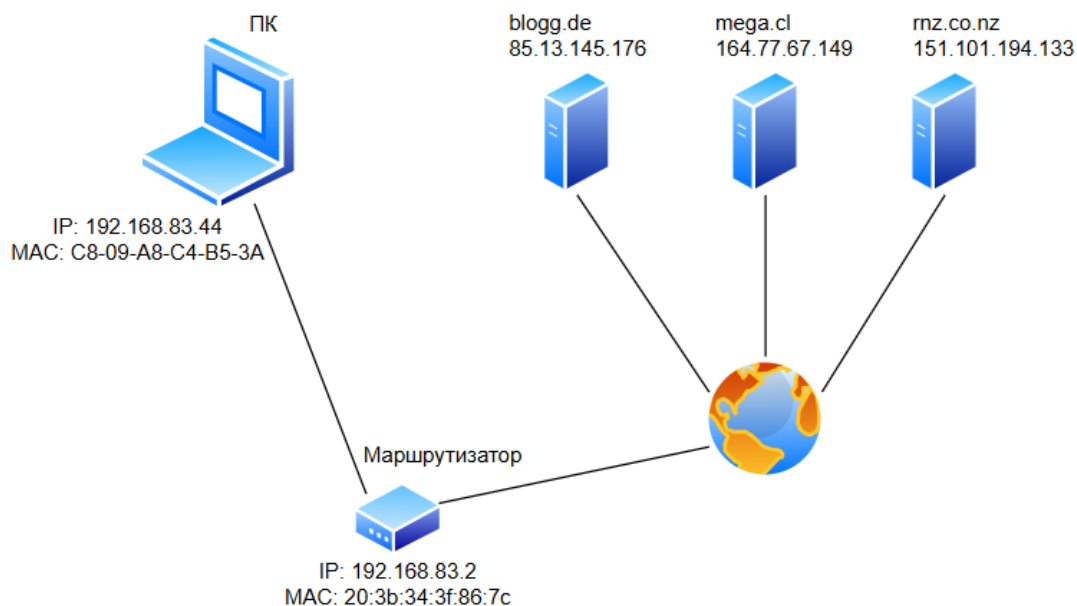 ПК
IP: 192.168.83.44
MAC: C8-09-A8-C4-B5-3A
blogg.de
85.13.145.176
mega.cl
164.77.67.149
rnz.co.nz
151.101.194.133
Маршрутизатор
IP: 192.168.83.2
MAC: 20:3b:34:3f:86:7c